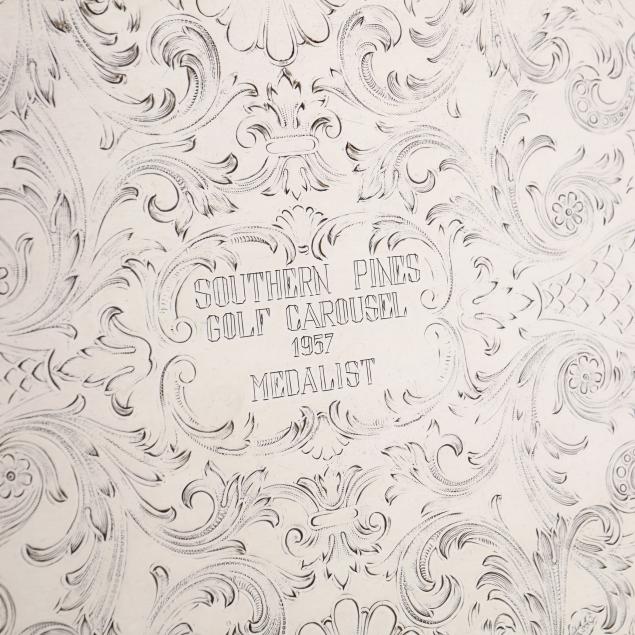 SOUTHERN PINES
GOLF CAROUSEL
1957
MEDALIST